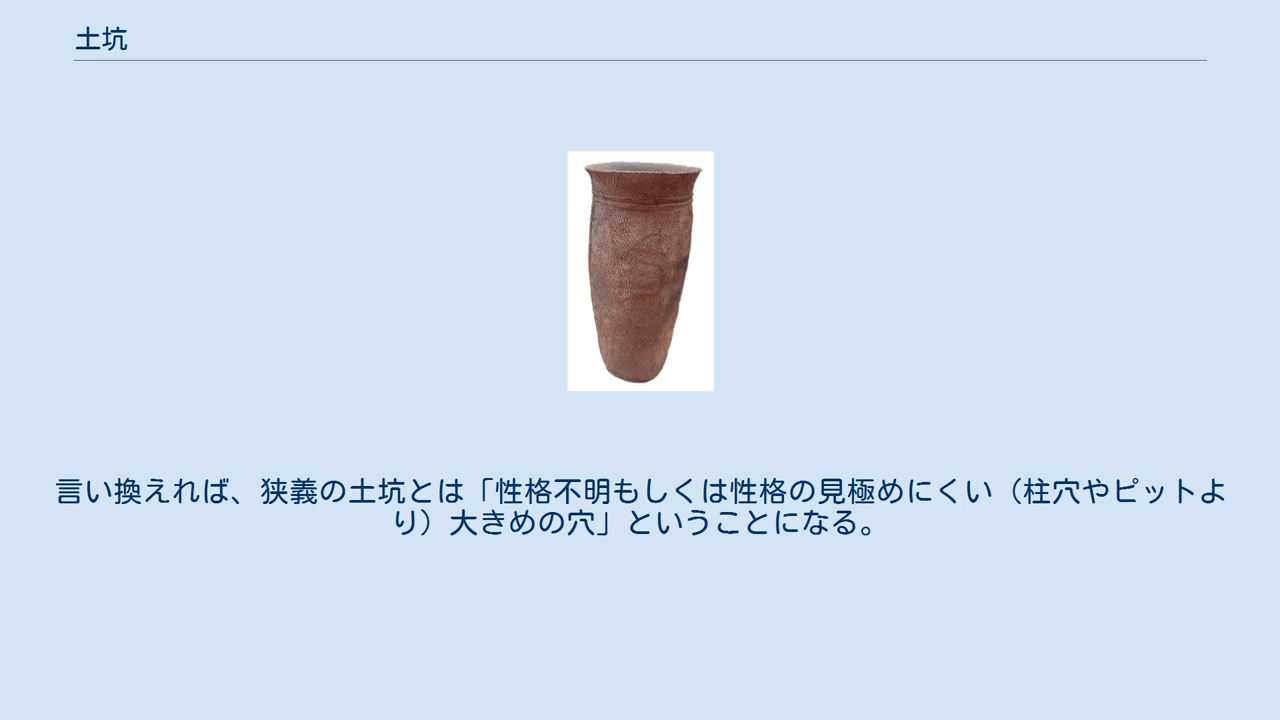 土坑
言い換えれば、狭義の土坑とは「性格不明もしくは性格の見極めにくい（柱穴やピットよ
り）大きめの穴」ということになる。